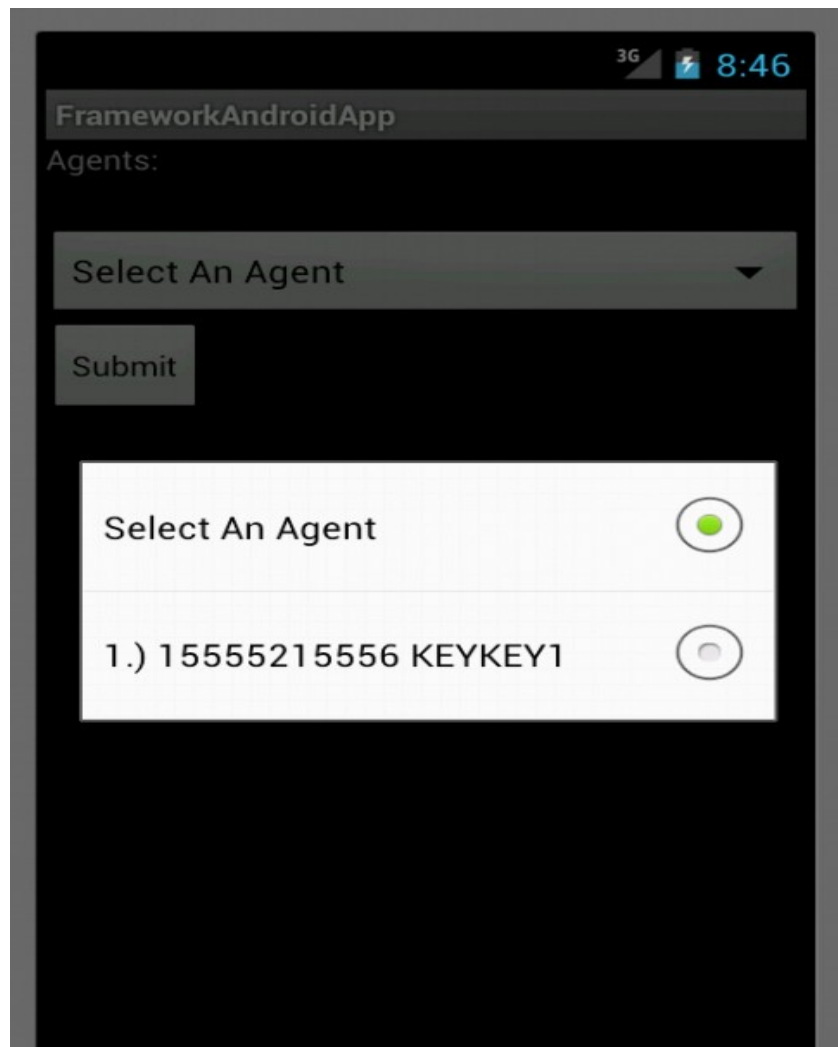 3G 8:46
FrameworkAndroidApp
Agents:
Select An Agent
Submit
Select An Agent
1.) 15555215556 KEYKEY1